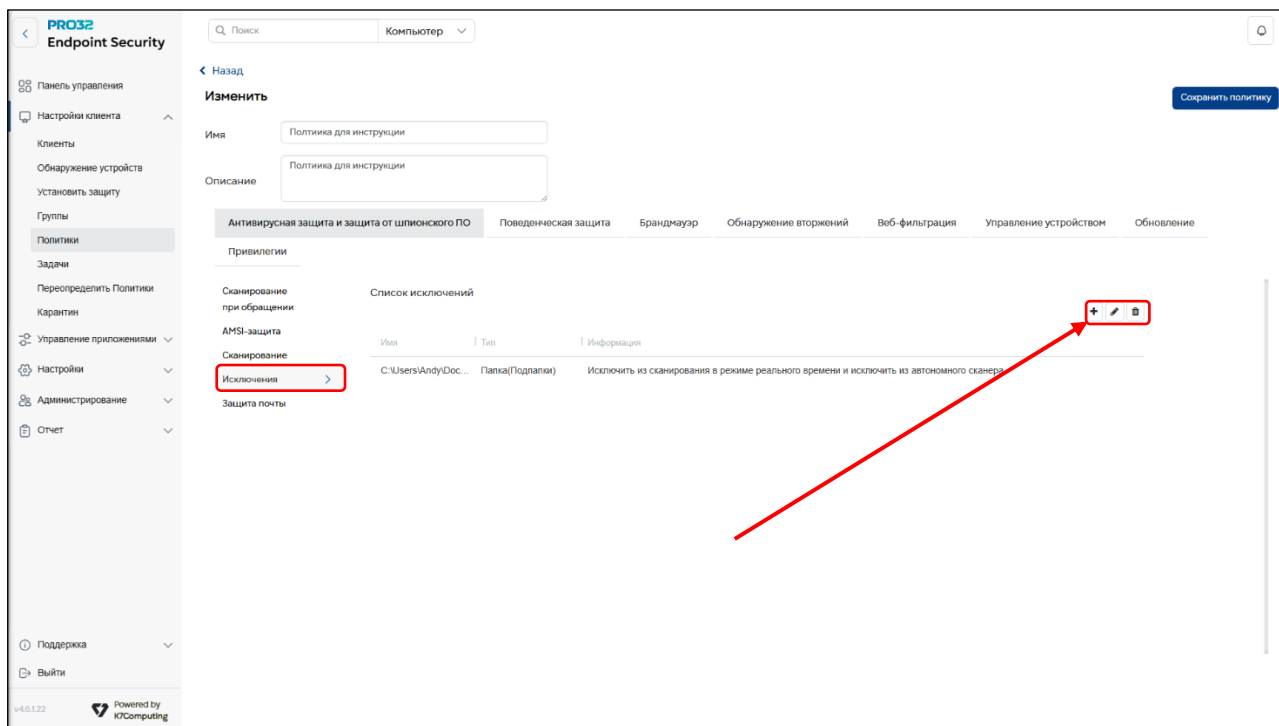 PRO32
Endpoint Security
Поиск
Компьютер
Назад
Изменить
Сохранить политику
Имя
Полтиика для инструкции
Описание
Полтиика для инструкции
Панель управления
Настройки клиента
Клиенты
Обнаружение устройств
Установить защиту
Группы
Политики
Задачи
Переопределить Политики
Карантин
Управление приложениями
Настройки
Администрирование
Отчет
Антивирусная защита и защита от шпионского ПО
Поведенческая защита
Брандмауэр
Обнаружение вторжений
Веб-фильтрация
Управление устройством
Обновление
Привилегии
Сканирование
при обращении
AMSI-защита
Сканирование
Исключения
Защита почты
Список исключений
Имя
Тип
Информация
C:\Users\Andy\Doc...
Папка(Подпапки)
Исключить из сканирования в режиме реального времени и исключить из автономного сканера
Поддержка
Выйти
v4.6.1.22
Powered by
K7Computing